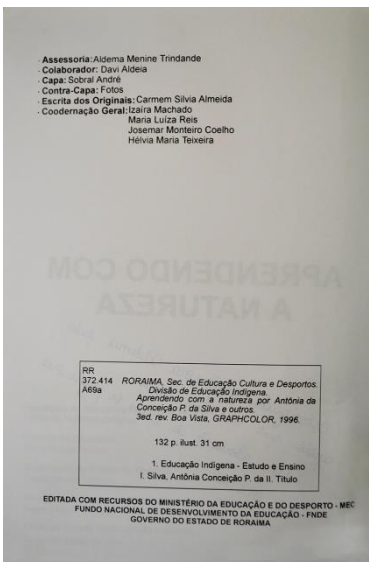 · Assessoria: Aldema Menine Trindande
· Colaborador: Davi Aldeia
· Capa: Sobral André
· Contra-Capa: Fotos
· Escrita dos Originais: Carmem Silvia Almeida
· Coodernação Geral: Izaíra Machado
Maria Luíza Reis
Josemar Monteiro Coelho
Hélvia Maria Teixeira
APRENDENDO COM
A NATUREZA
RR
372.414 RORAIMA, Sec. de Educação Cultura e Desportos.
A69a Divisão de Educação Indígena.
Aprendendo com a natureza por Antônia da
Conceição P. da Silva e outros.
3ed. rev. Boa Vista, GRAPHCOLOR, 1996.
132 p. ilust. 31 cm
1. Educação Indígena - Estudo e Ensino
I. Silva, Antônia Conceição P. da II. Título
EDITADA COM RECURSOS DO MINISTÉRIO DA EDUCAÇÃO E DO DESPORTO - MEC
FUNDO NACIONAL DE DESENVOLVIMENTO DA EDUCAÇÃO - FNDE
GOVERNO DO ESTADO DE RORAIMA